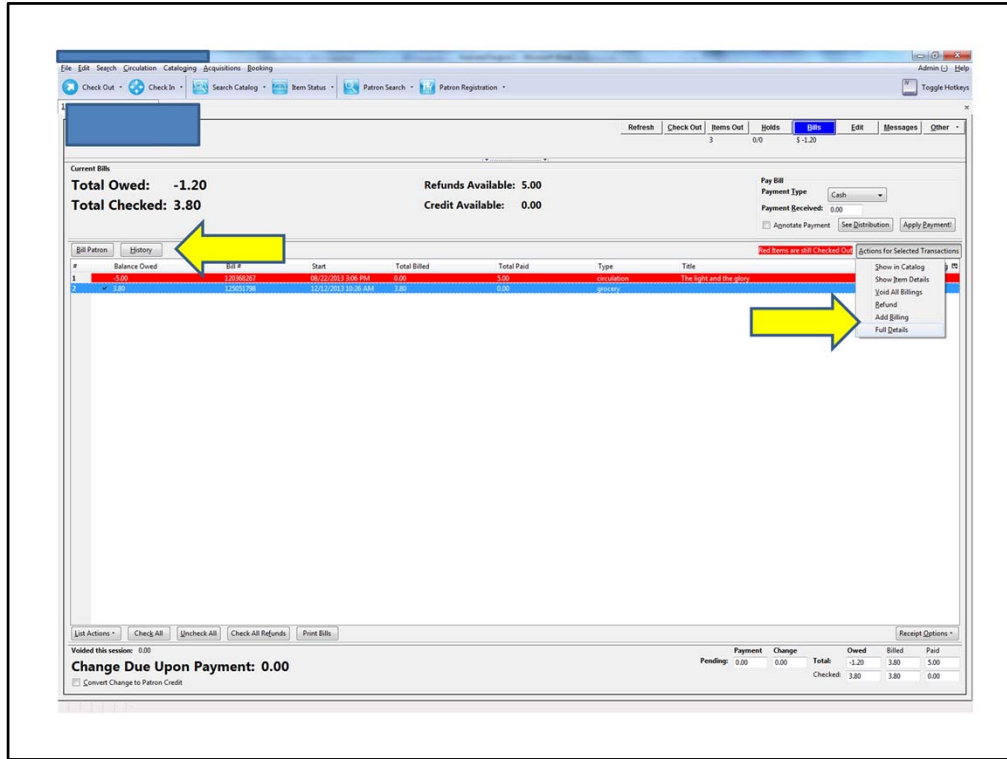 File Edit Search Circulation Cataloging Acquisitions Booking Admin (-) Help
Check Out Check In Search Catalog Item Status Patron Search Patron Registration Toggle Hotkeys
Refresh Check Out Items Out Holds Bills Edit Messages Other
3 0/0 $ -1.20
Current Bills
Total Owed: -1.20 Refunds Available: 5.00
Total Checked: 3.80 Credit Available: 0.00
Pay Bill
Payment Type Cash
Payment Received: 0.00
Annotate Payment See Distribution Apply Payment!
Bill Patron History Red Items are still Checked Out Actions for Selected Transactions
# Balance Owed Bill # Start Total Billed Total Paid Type Title
1 -5.00 120368267 08/22/2013 3:06 PM 0.00 5.00 circulation The light and the glory
2 3.80 125051798 12/12/2013 10:26 AM 3.80 0.00 grocery
Show in Catalog
Show Item Details
Void All Billings
Refund
Add Billing
Full Details
List Actions Check All Uncheck All Check All Refunds Print Bills Receipt Options
Voided this session: 0.00
Change Due Upon Payment: 0.00
Convert Change to Patron Credit
Payment Change Owed Billed Paid
Pending: 0.00 0.00 Total: -1.20 3.80 5.00
Checked: 3.80 3.80 0.00